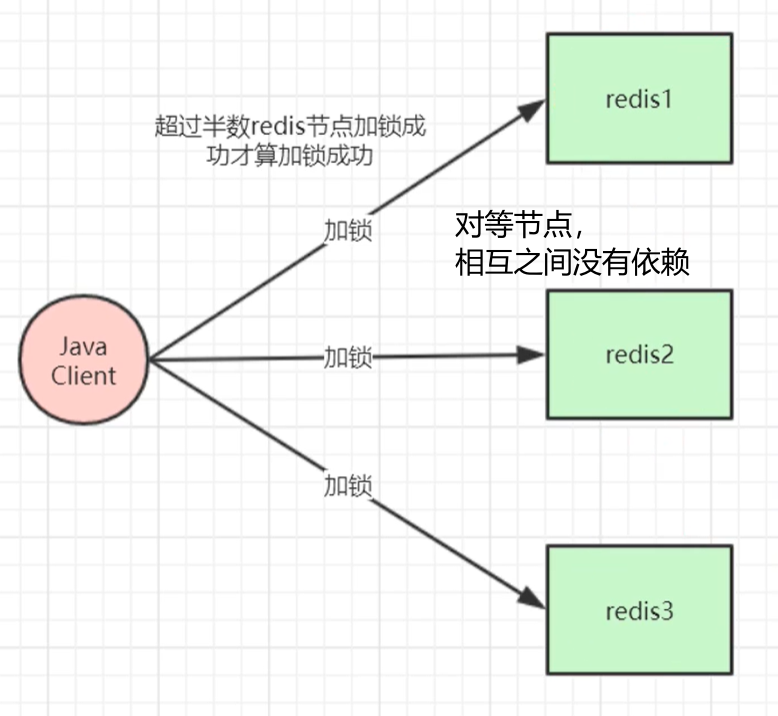 超过半数redis节点加锁成
功才算加锁成功
redis1
加锁
对等节点，
相互之间没有依赖
Java
Client
加锁
redis2
加锁
redis3